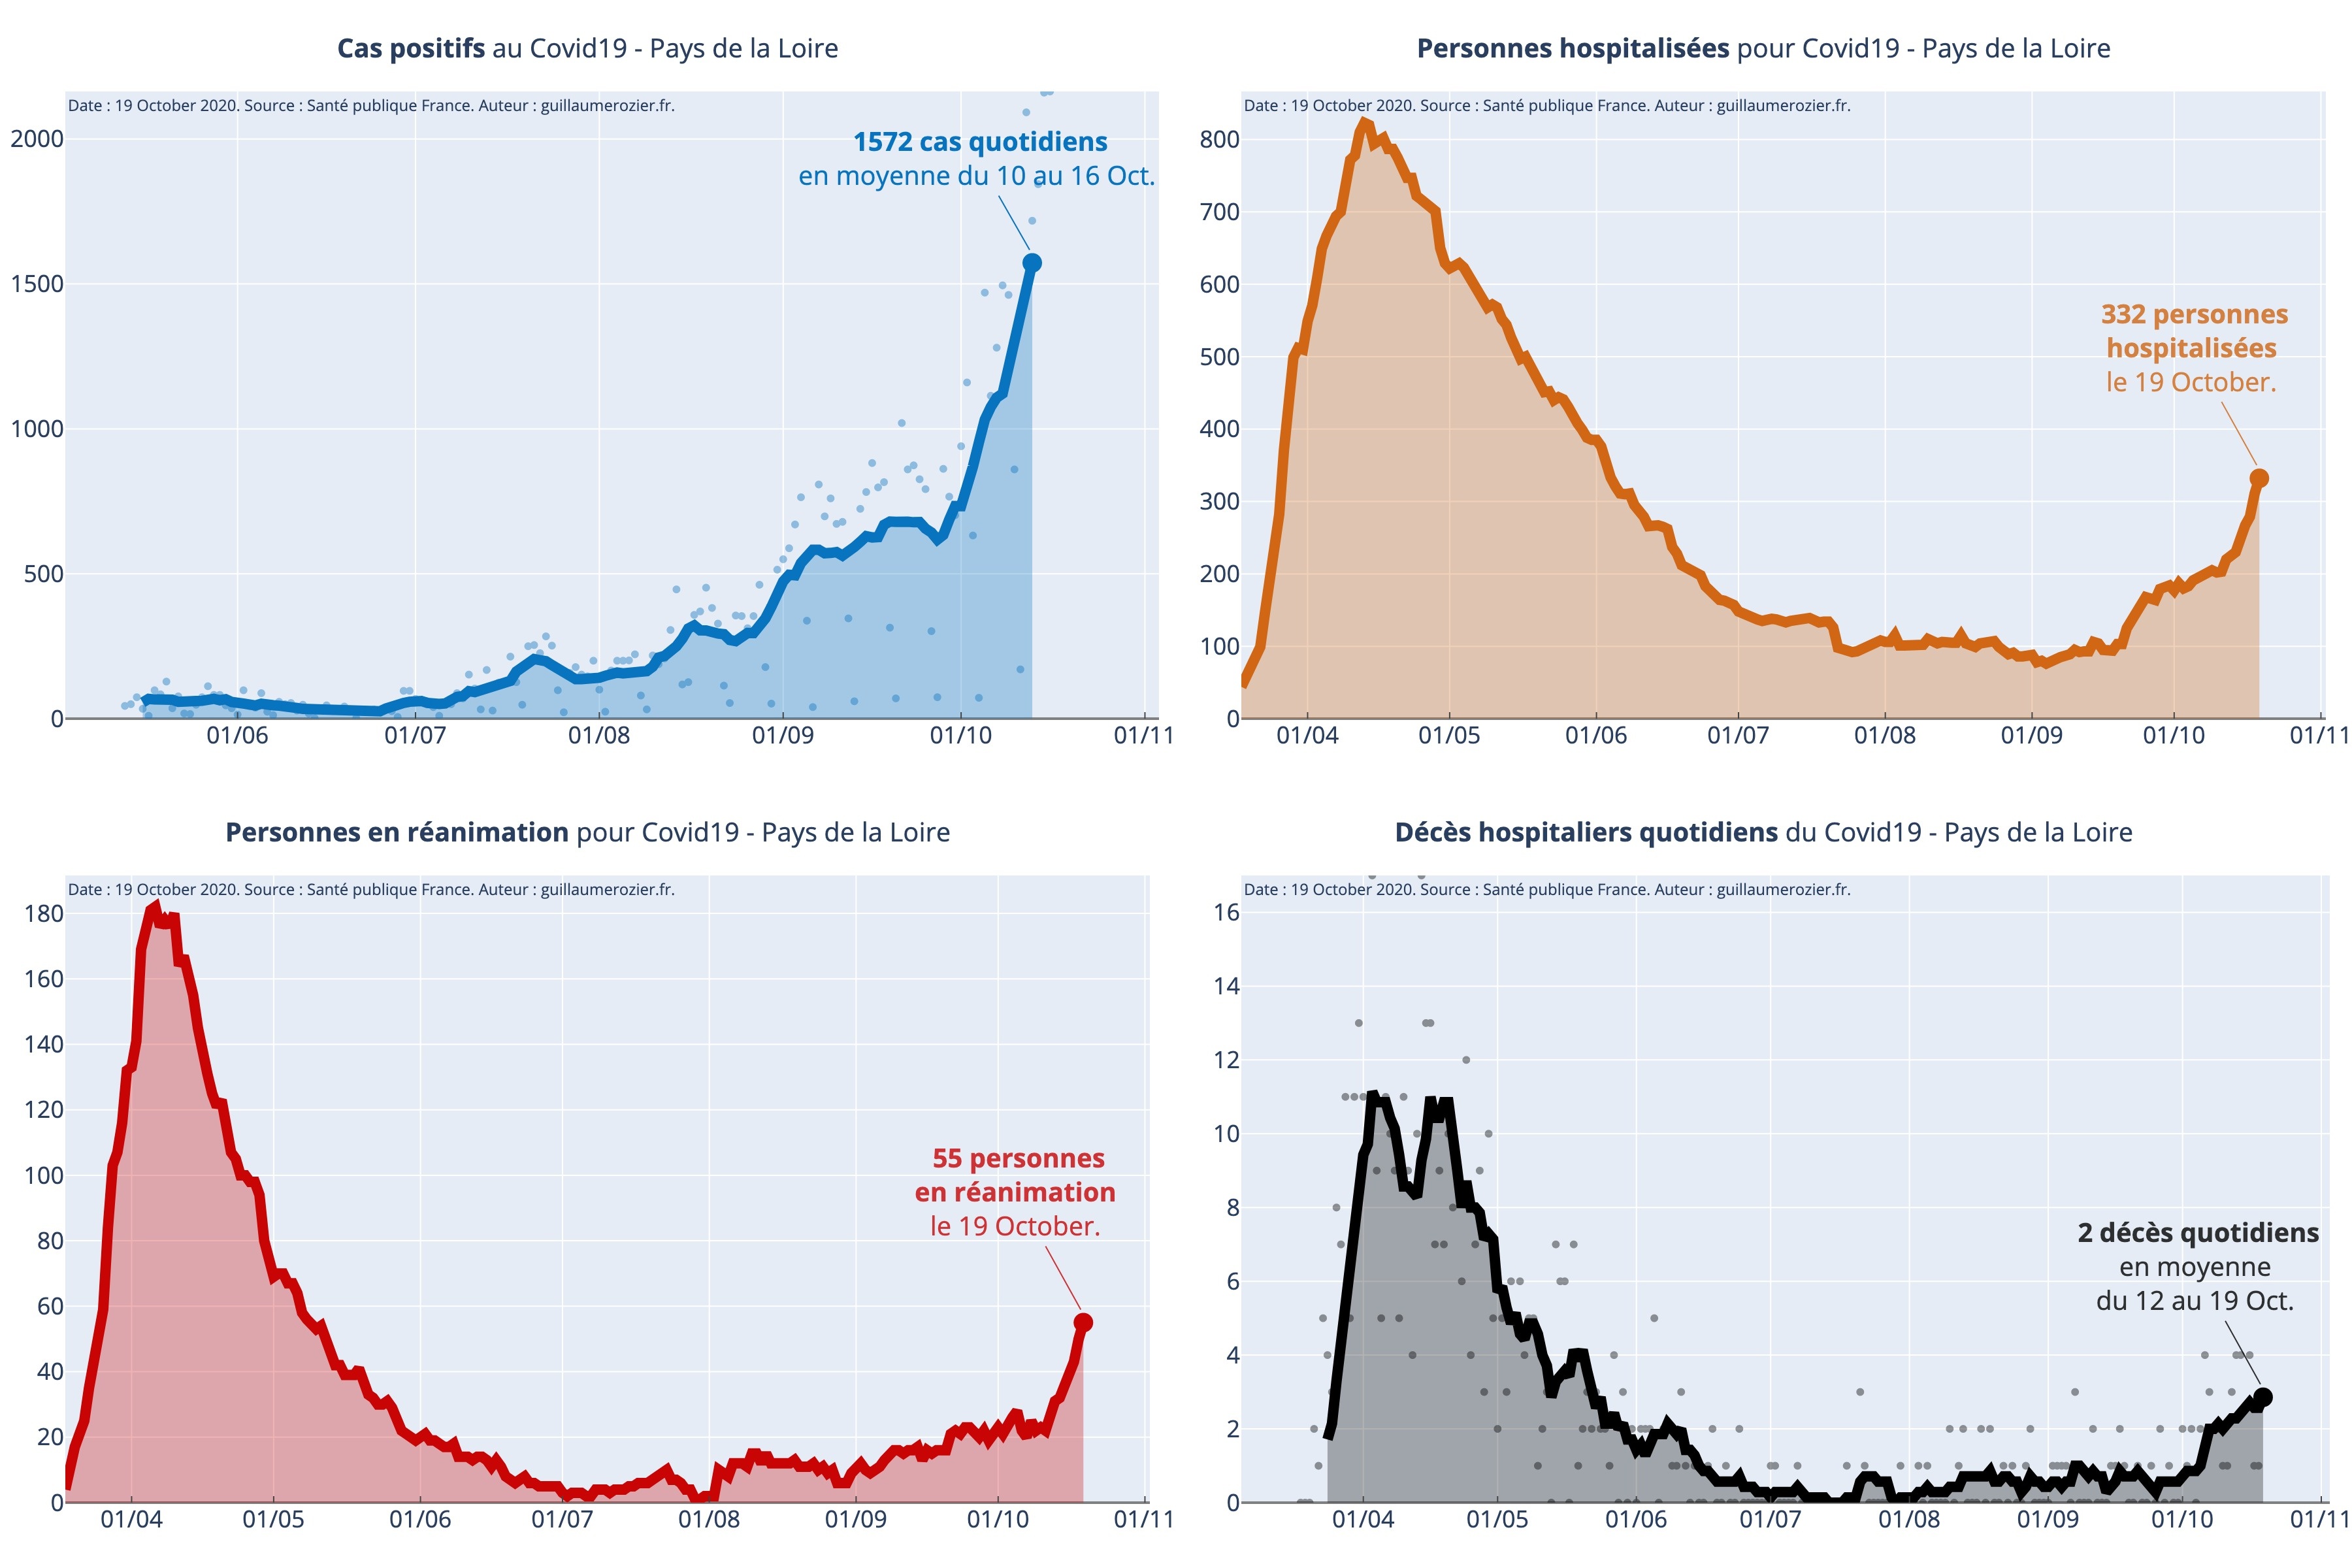 Cas positifs au Covid19 - Pays de la Loire
Date : 19 October 2020. Source : Santé publique France. Auteur : guillaumerozier.fr.
2000
1500
1000
500
0
1572 cas quotidiens
en moyenne du 10 au 16 Oct.
01/06 01/07 01/08 01/09 01/10 01/11
Personnes hospitalisées pour Covid19 - Pays de la Loire
Date : 19 October 2020. Source : Santé publique France. Auteur : guillaumerozier.fr.
800
700
600
500
400
300
200
100
0
332 personnes
hospitalisées
le 19 October.
01/04 01/05 01/06 01/07 01/08 01/09 01/10 01/11
Personnes en réanimation pour Covid19 - Pays de la Loire
Date : 19 October 2020. Source : Santé publique France. Auteur : guillaumerozier.fr.
180
160
140
120
100
80
60
40
20
0
55 personnes
en réanimation
le 19 October.
01/04 01/05 01/06 01/07 01/08 01/09 01/10 01/11
Décès hospitaliers quotidiens du Covid19 - Pays de la Loire
Date : 19 October 2020. Source : Santé publique France. Auteur : guillaumerozier.fr.
16
14
12
10
8
6
4
2
0
2 décès quotidiens
en moyenne
du 12 au 19 Oct.
01/04 01/05 01/06 01/07 01/08 01/09 01/10 01/11